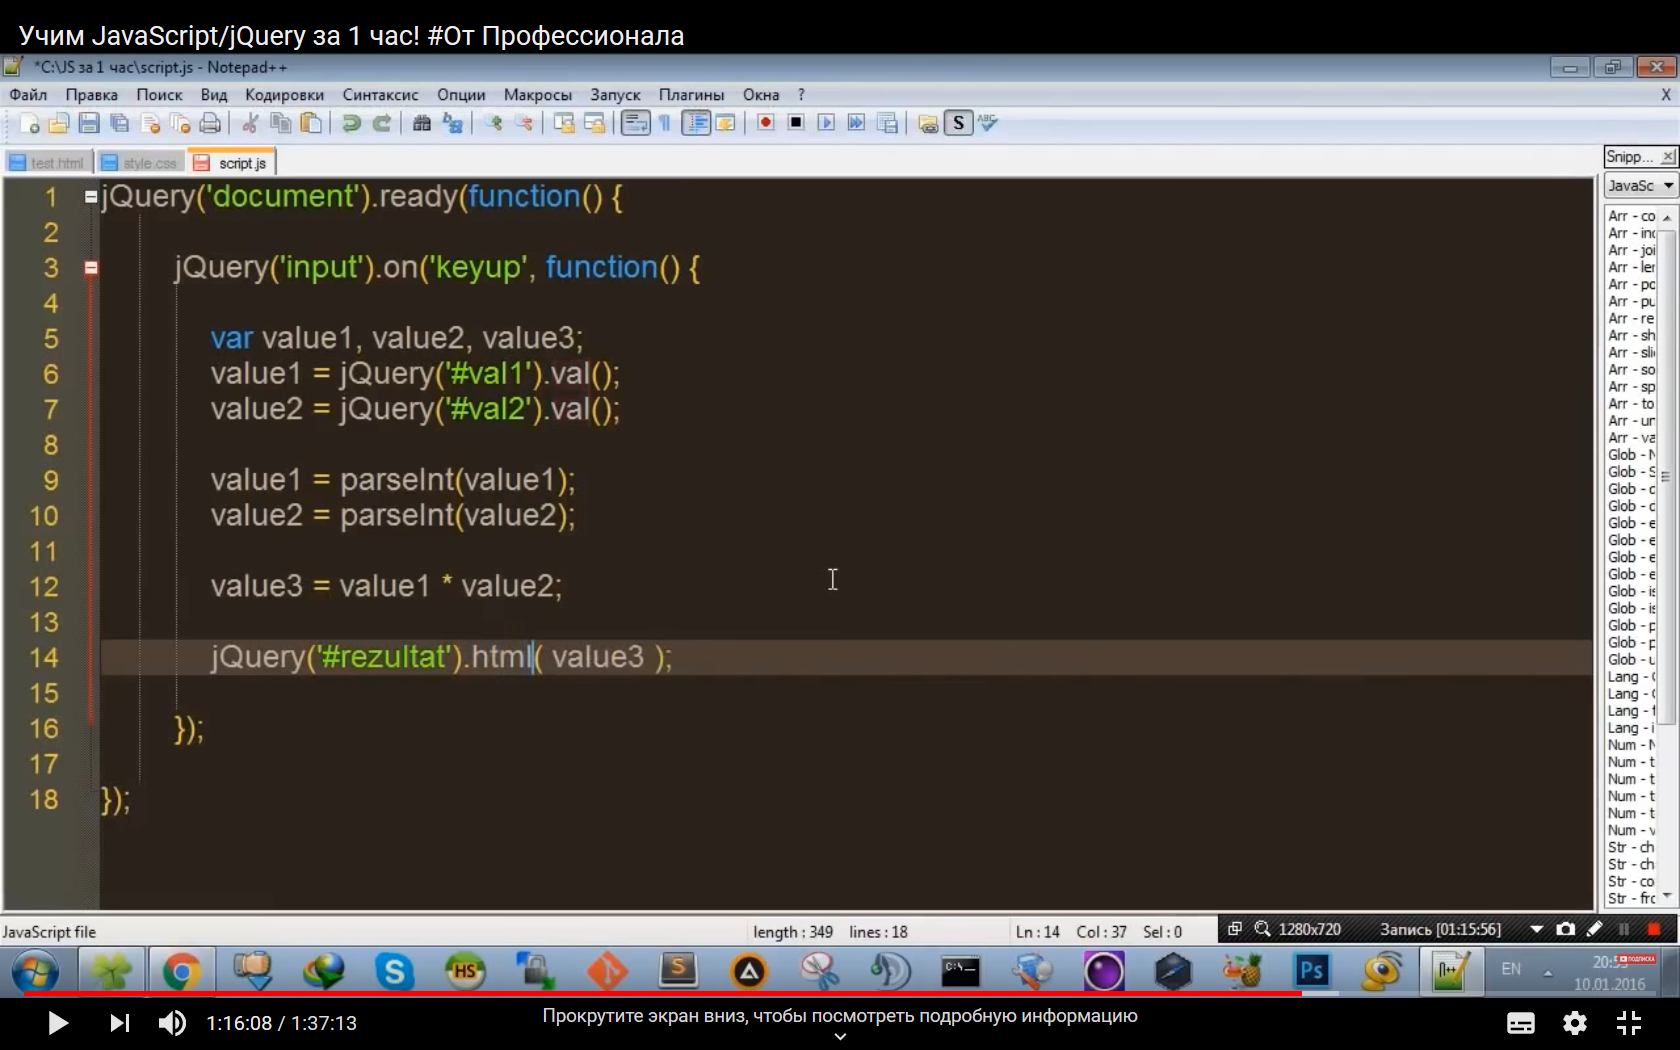 Учим JavaScript/jQuery за 1 час! #От Профессионала
*C:\JS за 1 час\script.js - Notepad++
Файл Правка Поиск Вид Кодировки Синтаксис Опции Макросы Запуск Плагины Окна ? X
test.html style.css script.js
Snipp...
JavaSc
1 jQuery('document').ready(function() {
2
3 jQuery('input').on('keyup', function() {
4
5 var value1, value2, value3;
6 value1 = jQuery('#val1').val();
7 value2 = jQuery('#val2').val();
8
9 value1 = parseInt(value1);
10 value2 = parseInt(value2);
11
12 value3 = value1 * value2;
13
14 jQuery('#rezultat').html( value3 );
15
16 });
17
18 });
Arr - co
Arr - inc
Arr - joi
Arr - ler
Arr - po
Arr - pu
Arr - re
Arr - sh
Arr - sli
Arr - so
Arr - sp
Arr - to
Arr - ur
Arr - va
Glob - N
Glob - S
Glob - c
Glob - c
Glob - e
Glob - e
Glob - e
Glob - e
Glob - is
Glob - is
Glob - p
Glob - p
Glob - u
Lang - (
Lang - (
Lang - f
Lang - i
Num - N
Num - t
Num - t
Num - t
Num - t
Num - v
Str - ch
Str - ch
Str - co
Str - frc
JavaScript file length : 349 lines : 18 Ln : 14 Col : 37 Sel : 0 1280x720 Запись [01:15:56]
EN
ПОДПИСКА
10.01.2016
1:16:08 / 1:37:13
Прокрутите экран вниз, чтобы посмотреть подробную информацию